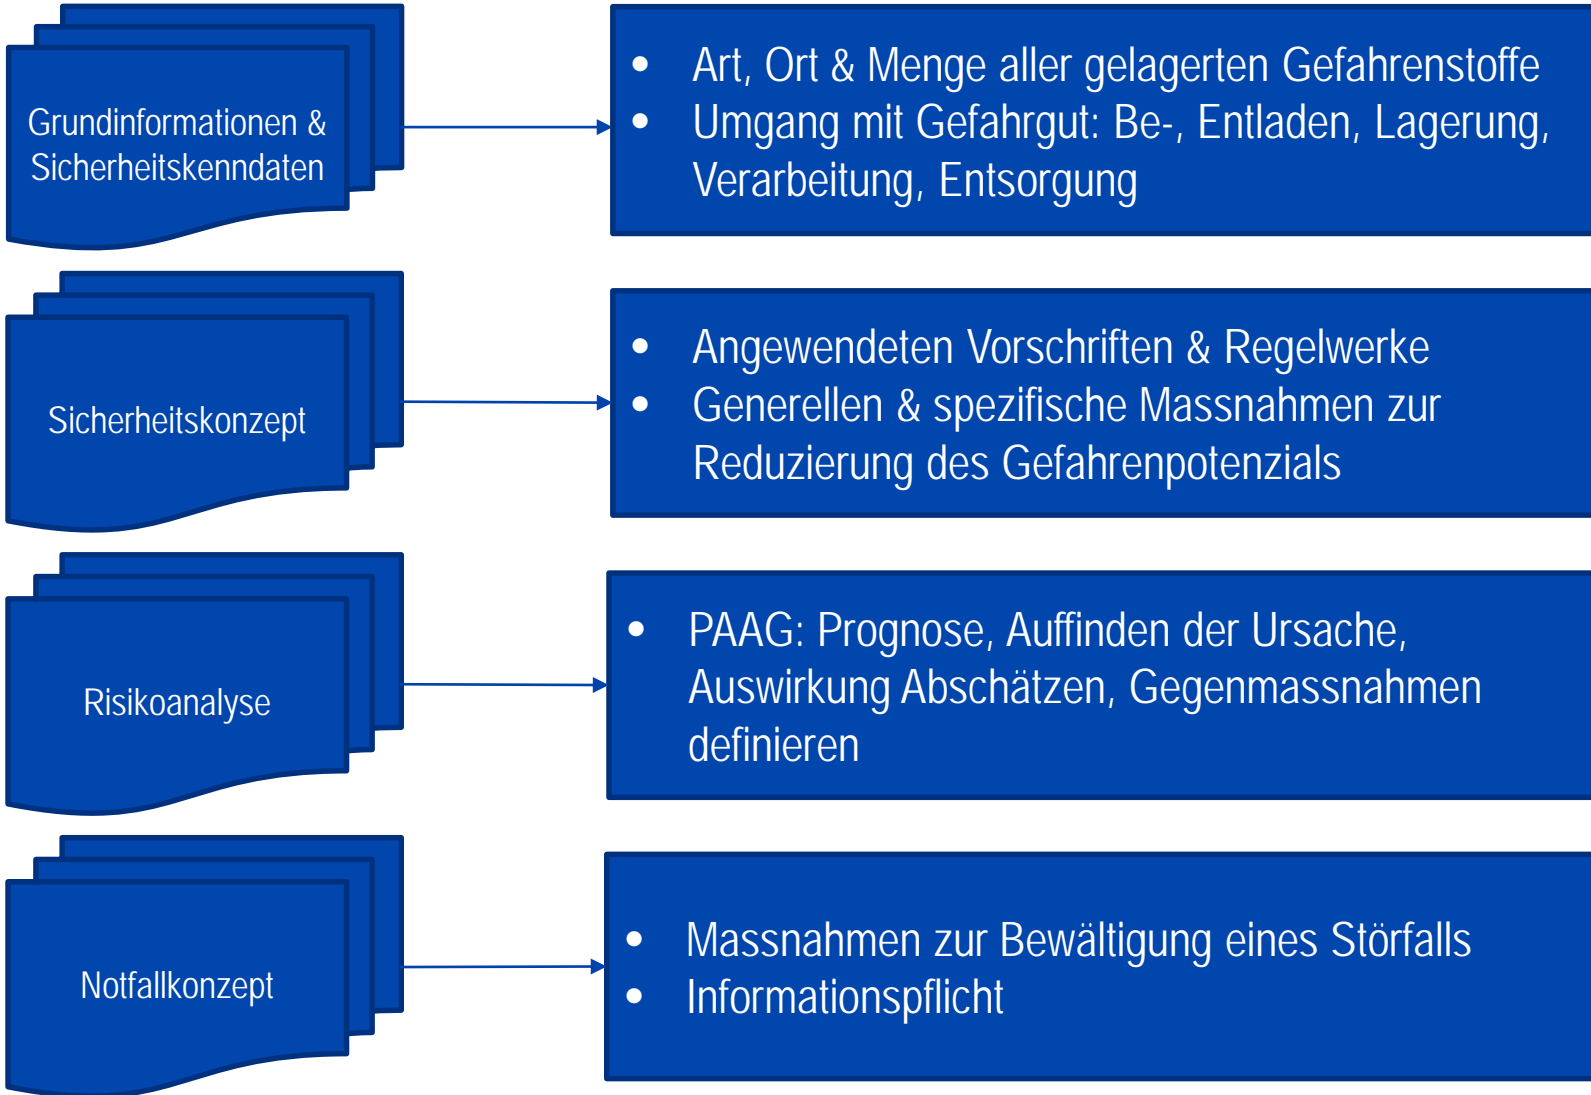 Grundinformationen &
Sicherheitskenndaten
• Art, Ort & Menge aller gelagerten Gefahrenstoffe
• Umgang mit Gefahrgut: Be-, Entladen, Lagerung,
Verarbeitung, Entsorgung
Sicherheitskonzept
• Angewendeten Vorschriften & Regelwerke
• Generellen & spezifische Massnahmen zur
Reduzierung des Gefahrenpotenzials
Risikoanalyse
• PAAG: Prognose, Auffinden der Ursache,
Auswirkung Abschätzen, Gegenmassnahmen
definieren
Notfallkonzept
• Massnahmen zur Bewältigung eines Störfalls
• Informationspflicht